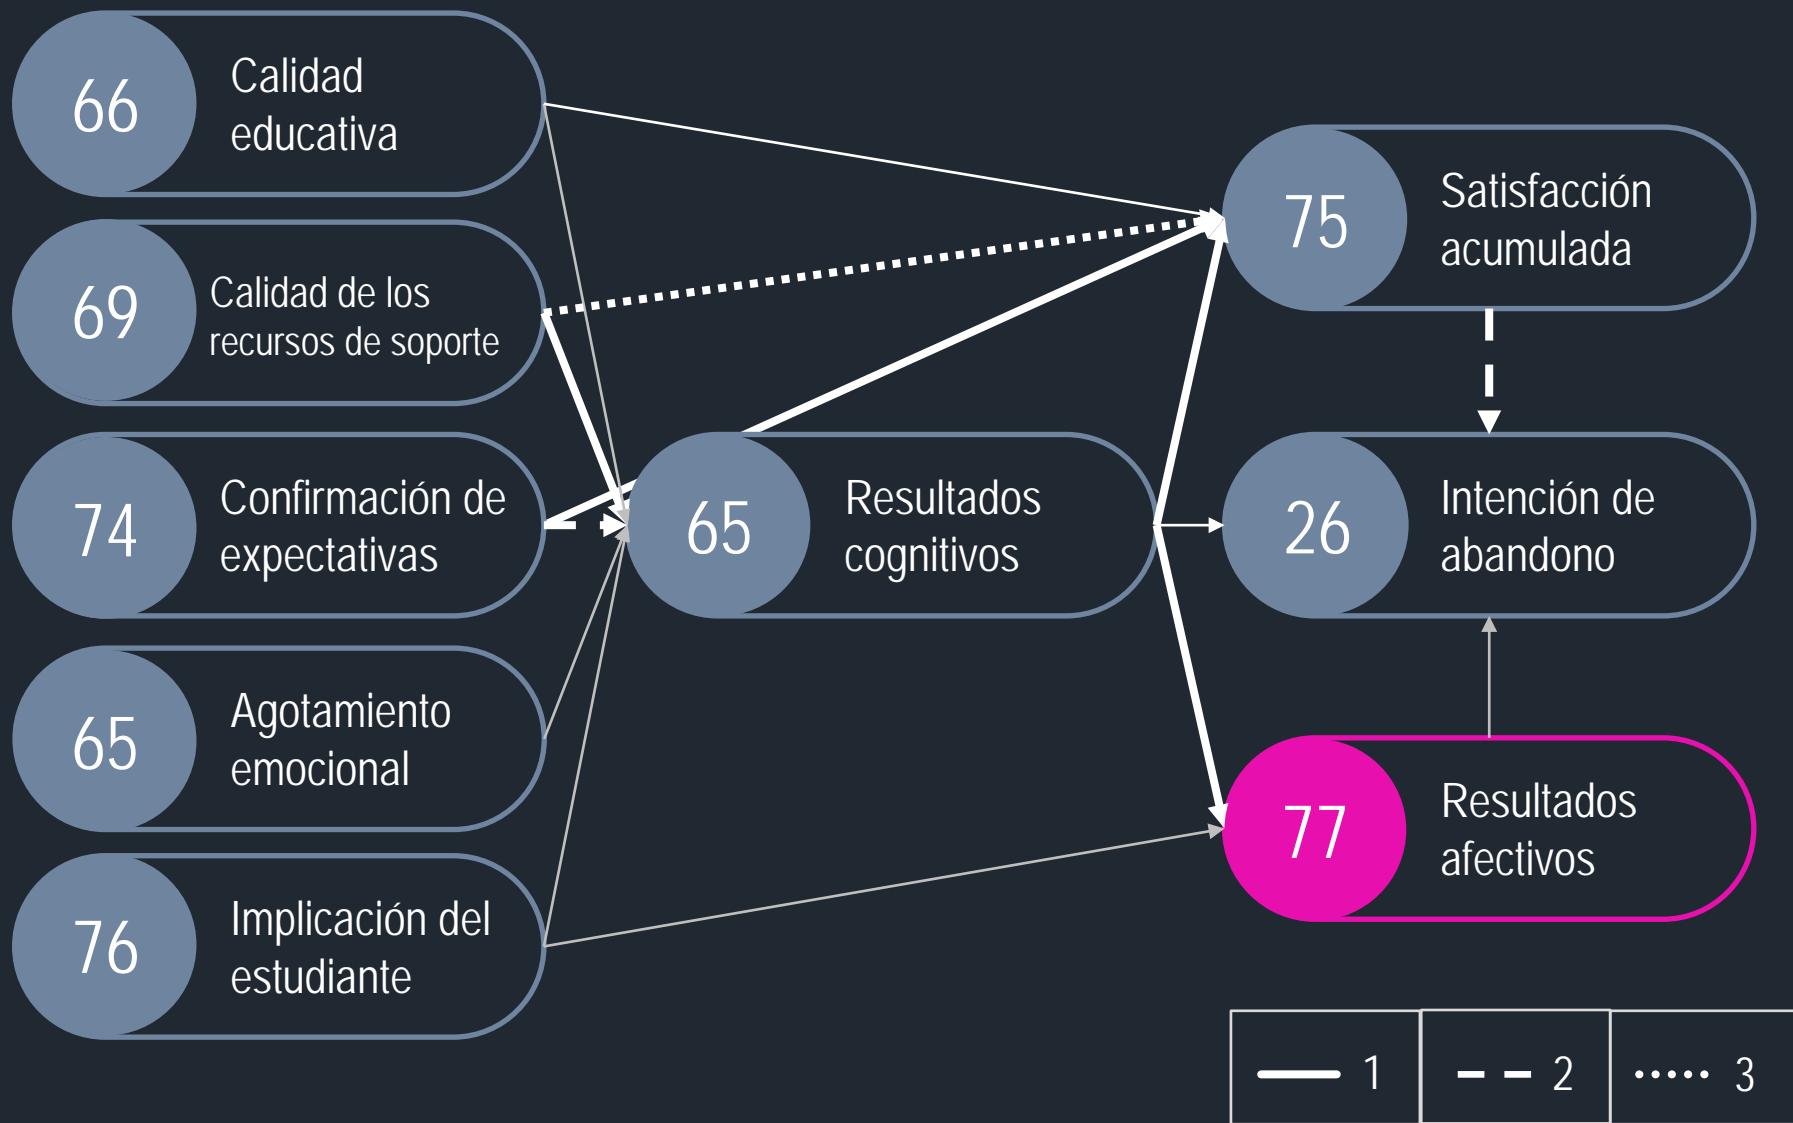 66
Calidad
educativa
69
Calidad de los
recursos de soporte
74
Confirmación de
expectativas
65
Agotamiento
emocional
76
Implicación del
estudiante
65
Resultados
cognitivos
75
Satisfacción
acumulada
26
Intención de
abandono
77
Resultados
afectivos
1
2
3